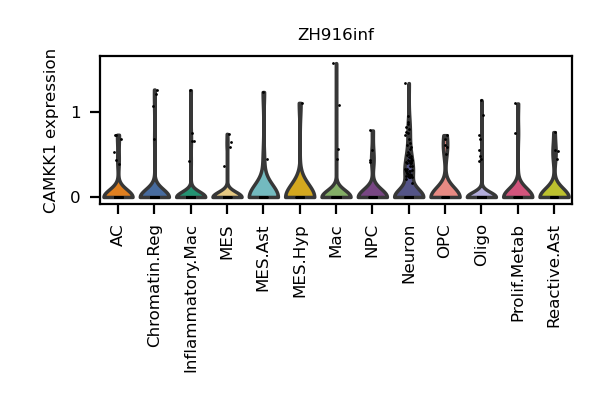 ZH916inf
CAMKK1 expression
1
0
AC
Chromatin.Reg
Inflammatory.Mac
MES
MES.Ast
MES.Hyp
Mac
NPC
Neuron
OPC
Oligo
Prolif.Metab
Reactive.Ast